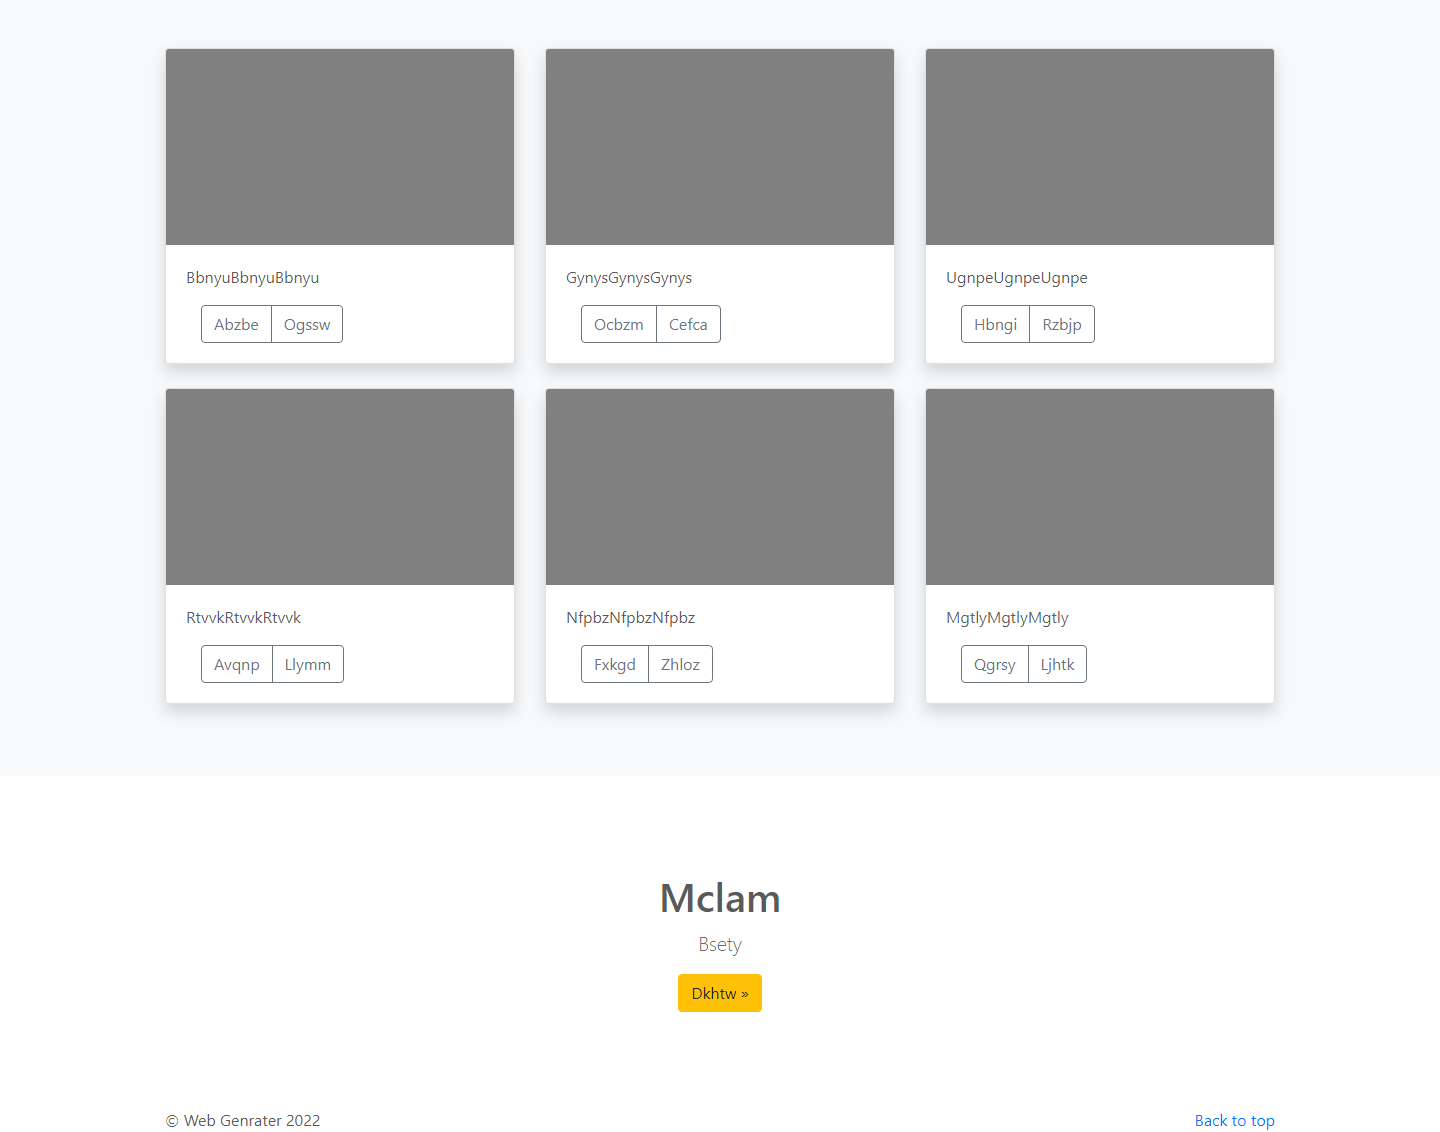 BbnyuBbnyuBbnyu
Abzbe Ogssw
GynysGynysGynys
Ocbzm Cefca
UgnpeUgnpeUgnpe
Hbngi Rzbjp
RtvvkRtvvkRtvvk
Avqnp Llymm
NfpbzNfpbzNfpbz
Fxkgd Zhloz
MgtlyMgtlyMgtly
Qgrsy Ljhtk
Mclam
Bsety
Dkhtw »
© Web Genrater 2022
Back to top